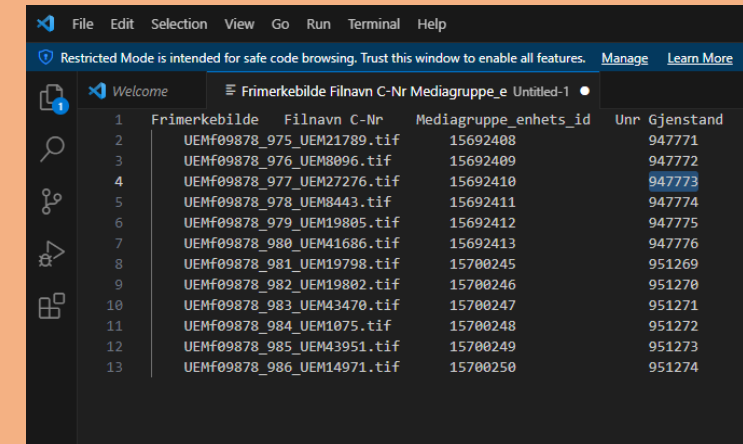 File Edit Selection View Go Run Terminal Help
Restricted Mode is intended for safe code browsing. Trust this window to enable all features. Manage Learn More
Welcome Frimerkebilde Filnavn C-Nr Mediagruppe_e Untitled-1
1 Frimerkebilde Filnavn C-Nr Mediagruppe_enhets_id Unr Gjenstand
2 UEMf09878_975_UEM21789.tif 15692408 947771
3 UEMf09878_976_UEM8096.tif 15692409 947772
4 UEMf09878_977_UEM27276.tif 15692410 947773
5 UEMf09878_978_UEM8443.tif 15692411 947774
6 UEMf09878_979_UEM19805.tif 15692412 947775
7 UEMf09878_980_UEM41686.tif 15692413 947776
8 UEMf09878_981_UEM19798.tif 15700245 951269
9 UEMf09878_982_UEM19802.tif 15700246 951270
10 UEMf09878_983_UEM43470.tif 15700247 951271
11 UEMf09878_984_UEM1075.tif 15700248 951272
12 UEMf09878_985_UEM43951.tif 15700249 951273
13 UEMf09878_986_UEM14971.tif 15700250 951274
1